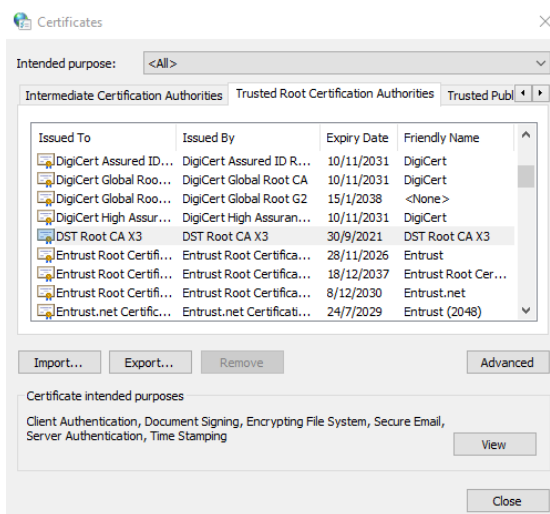 Certificates
Intended purpose: <All>
Intermediate Certification Authorities Trusted Root Certification Authorities Trusted Publ
Issued To Issued By Expiry Date Friendly Name
DigiCert Assured ID... DigiCert Assured ID R... 10/11/2031 DigiCert
DigiCert Global Roo... DigiCert Global Root CA 10/11/2031 DigiCert
DigiCert Global Roo... DigiCert Global Root G2 15/1/2038 <None>
DigiCert High Assur... DigiCert High Assuran... 10/11/2031 DigiCert
DST Root CA X3 DST Root CA X3 30/9/2021 DST Root CA X3
Entrust Root Certifi... Entrust Root Certifica... 28/11/2026 Entrust
Entrust Root Certifi... Entrust Root Certifica... 18/12/2037 Entrust Root Cer...
Entrust Root Certifi... Entrust Root Certifica... 8/12/2030 Entrust.net
Entrust.net Certific... Entrust.net Certificati... 24/7/2029 Entrust (2048)
Import... Export... Remove Advanced
Certificate intended purposes
Client Authentication, Document Signing, Encrypting File System, Secure Email,
Server Authentication, Time Stamping
View
Close